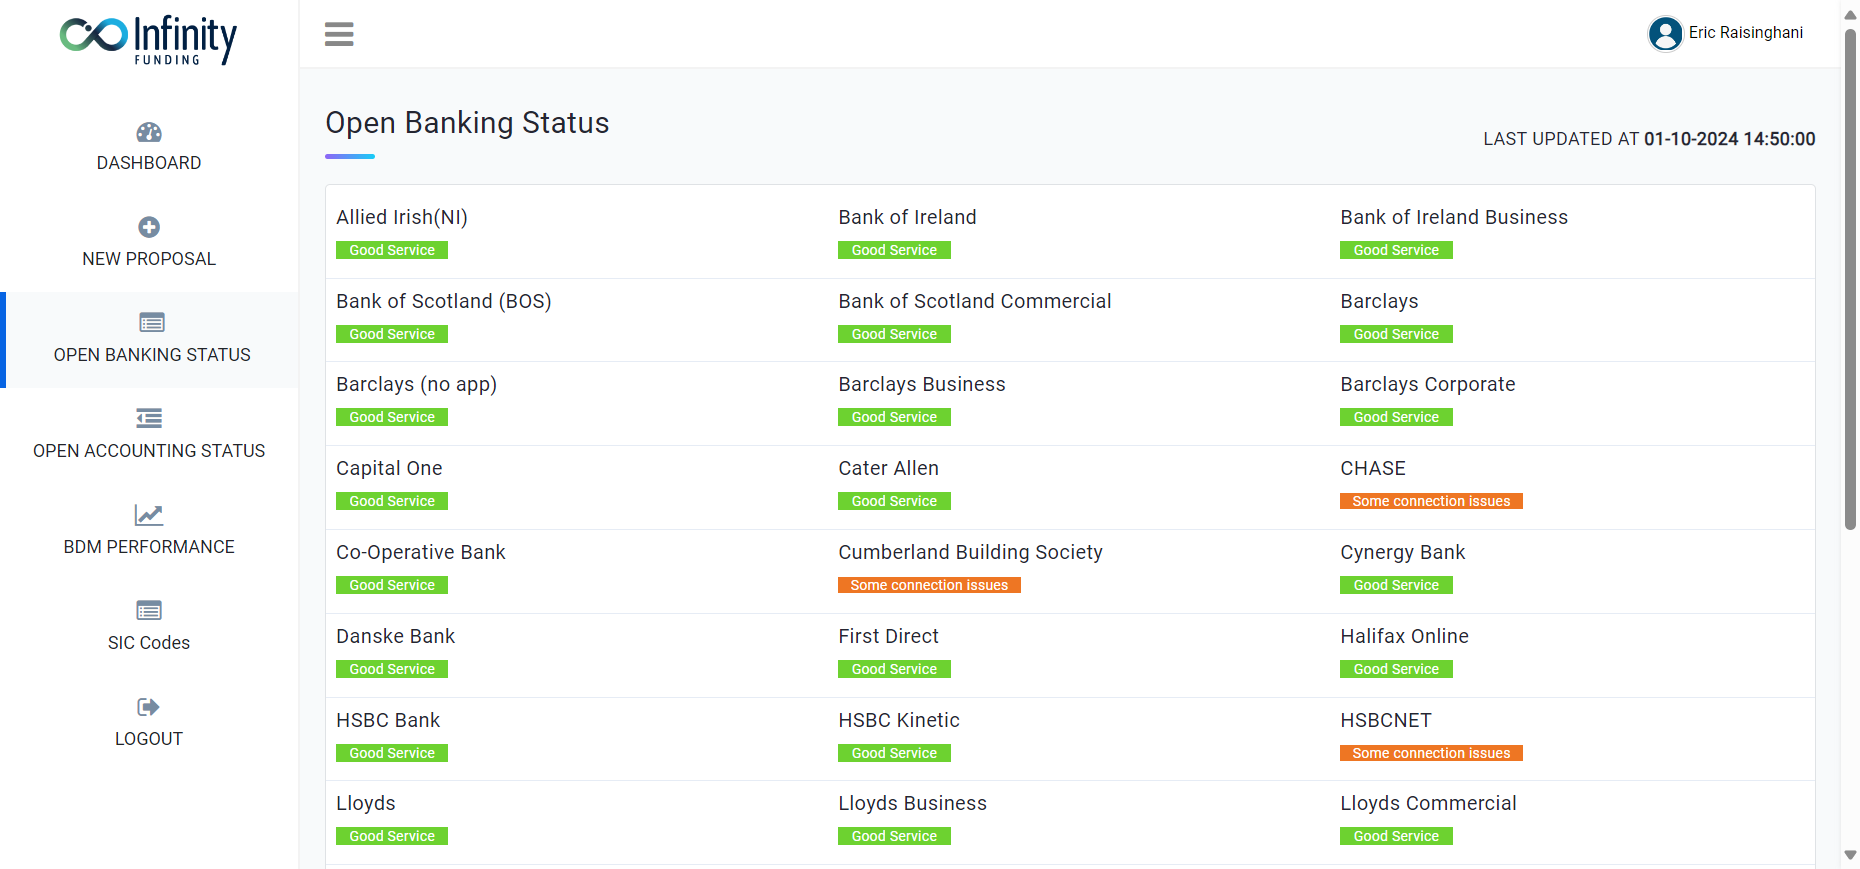 Infinity
FUNDING
Eric Raisinghani
DASHBOARD
NEW PROPOSAL
OPEN BANKING STATUS
OPEN ACCOUNTING STATUS
BDM PERFORMANCE
SIC Codes
LOGOUT
Open Banking Status
LAST UPDATED AT 01-10-2024 14:50:00
Allied Irish(NI) Bank of Ireland Bank of Ireland Business
Good Service Good Service Good Service
Bank of Scotland (BOS) Bank of Scotland Commercial Barclays
Good Service Good Service Good Service
Barclays (no app) Barclays Business Barclays Corporate
Good Service Good Service Good Service
Capital One Cater Allen CHASE
Good Service Good Service Some connection issues
Co-Operative Bank Cumberland Building Society Cynergy Bank
Good Service Some connection issues Good Service
Danske Bank First Direct Halifax Online
Good Service Good Service Good Service
HSBC Bank HSBC Kinetic HSBCNET
Good Service Good Service Some connection issues
Lloyds Lloyds Business Lloyds Commercial
Good Service Good Service Good Service